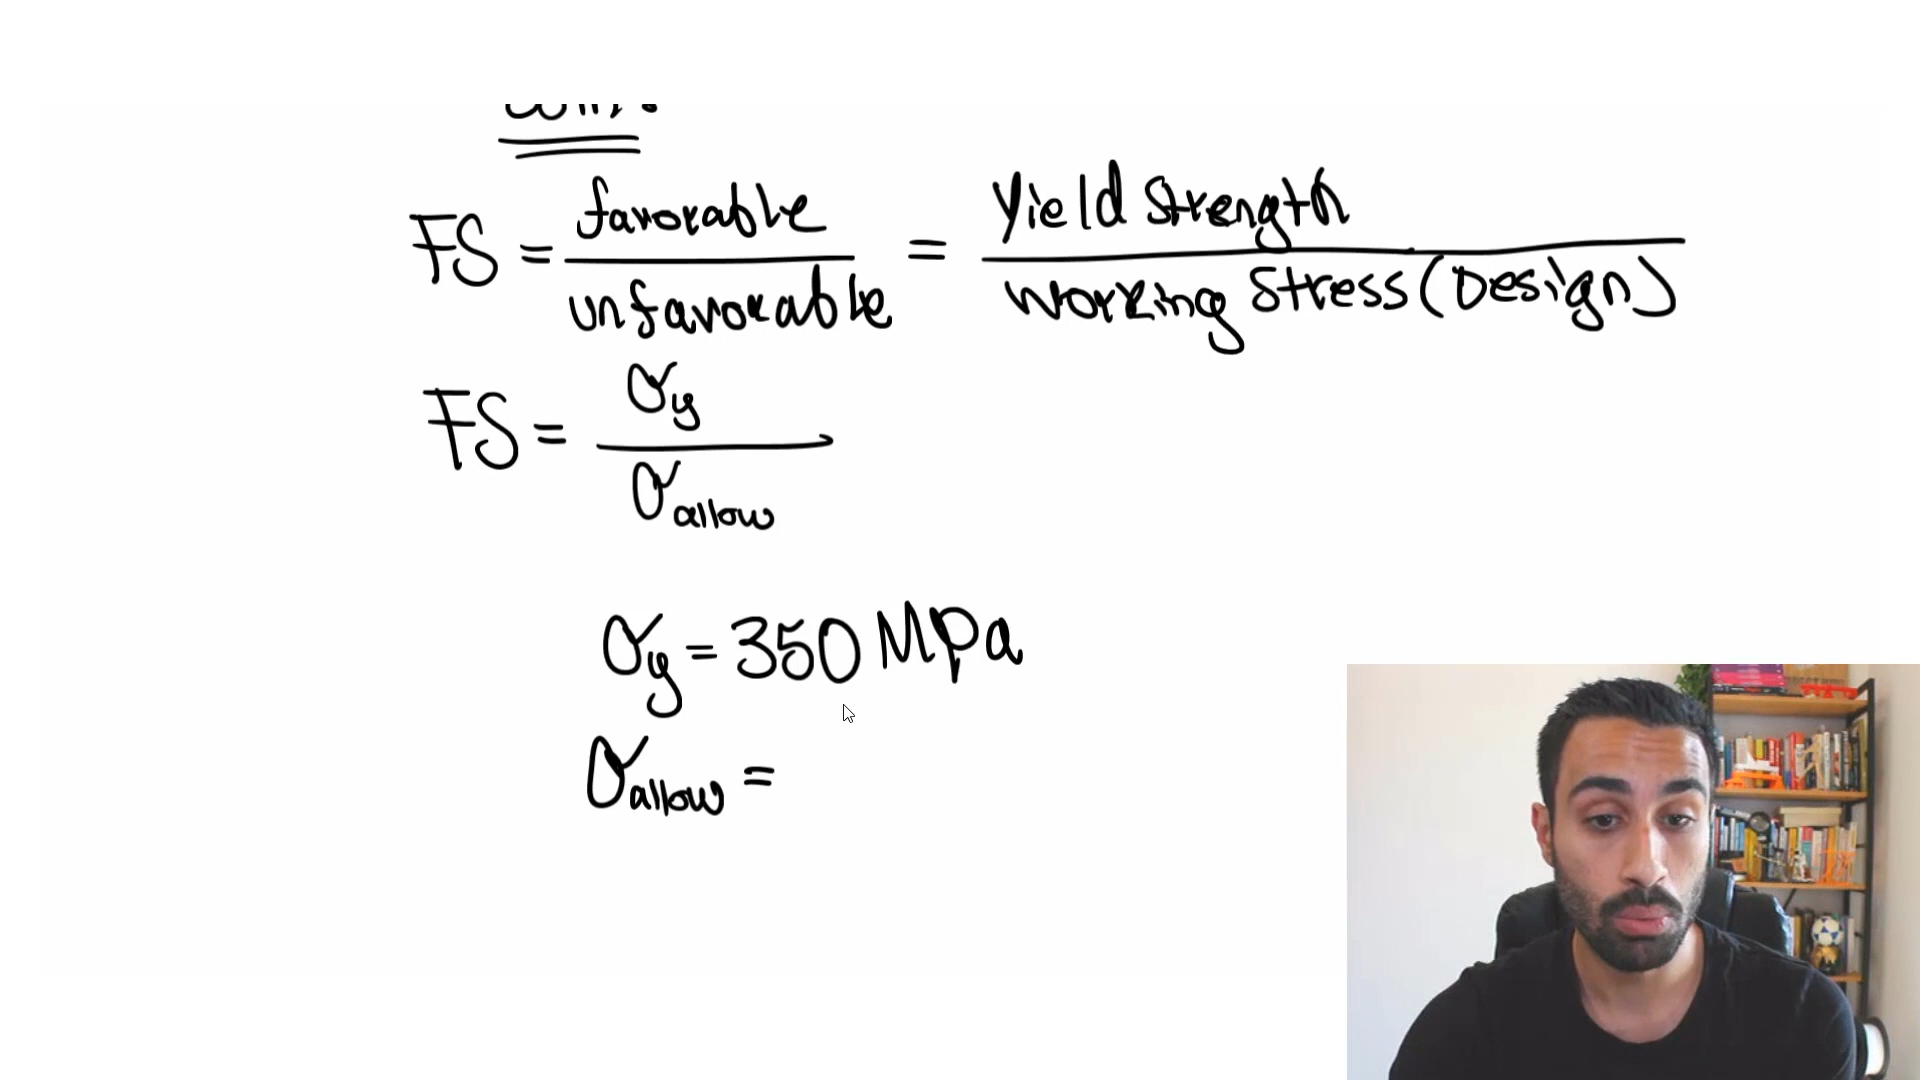 FS = favorable / unfavorable = Yield Strength / Working Stress (Design)
FS = σy / σallow
σy = 350 MPa
σallow =